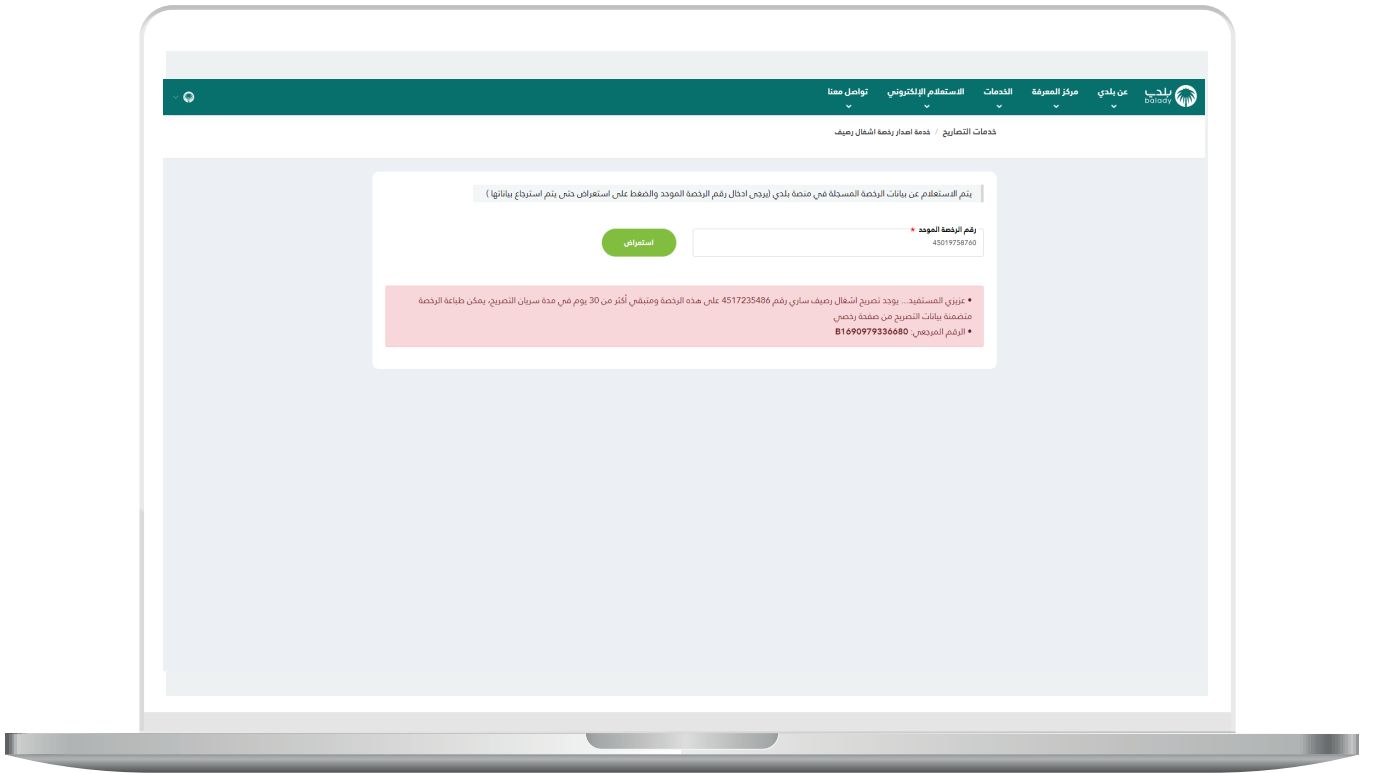 بلدي
balady
عن بلدي
مركز المعرفة
الخدمات
الاستعلام الإلكتروني
تواصل معنا
خدمات التصاريح / خدمة اصدار رخصة اشغال رصيف
يتم الاستعلام عن بيانات الرخصة المسجلة في منصة بلدي (يرجى ادخال رقم الرخصة الموحد والضغط على استعراض حتى يتم استرجاع بياناتها )
رقم الرخصة الموحد *
45019758760
استعراض
• عزيزي المستفيد... يوجد تصريح اشغال رصيف ساري رقم 4517235486 على هذه الرخصة ومتبقي أكثر من 30 يوم في مدة سريان التصريح، يمكن طباعة الرخصة
متضمنة بيانات التصريح من صفحة رخصي
• الرقم المرجعي: B1690979336680